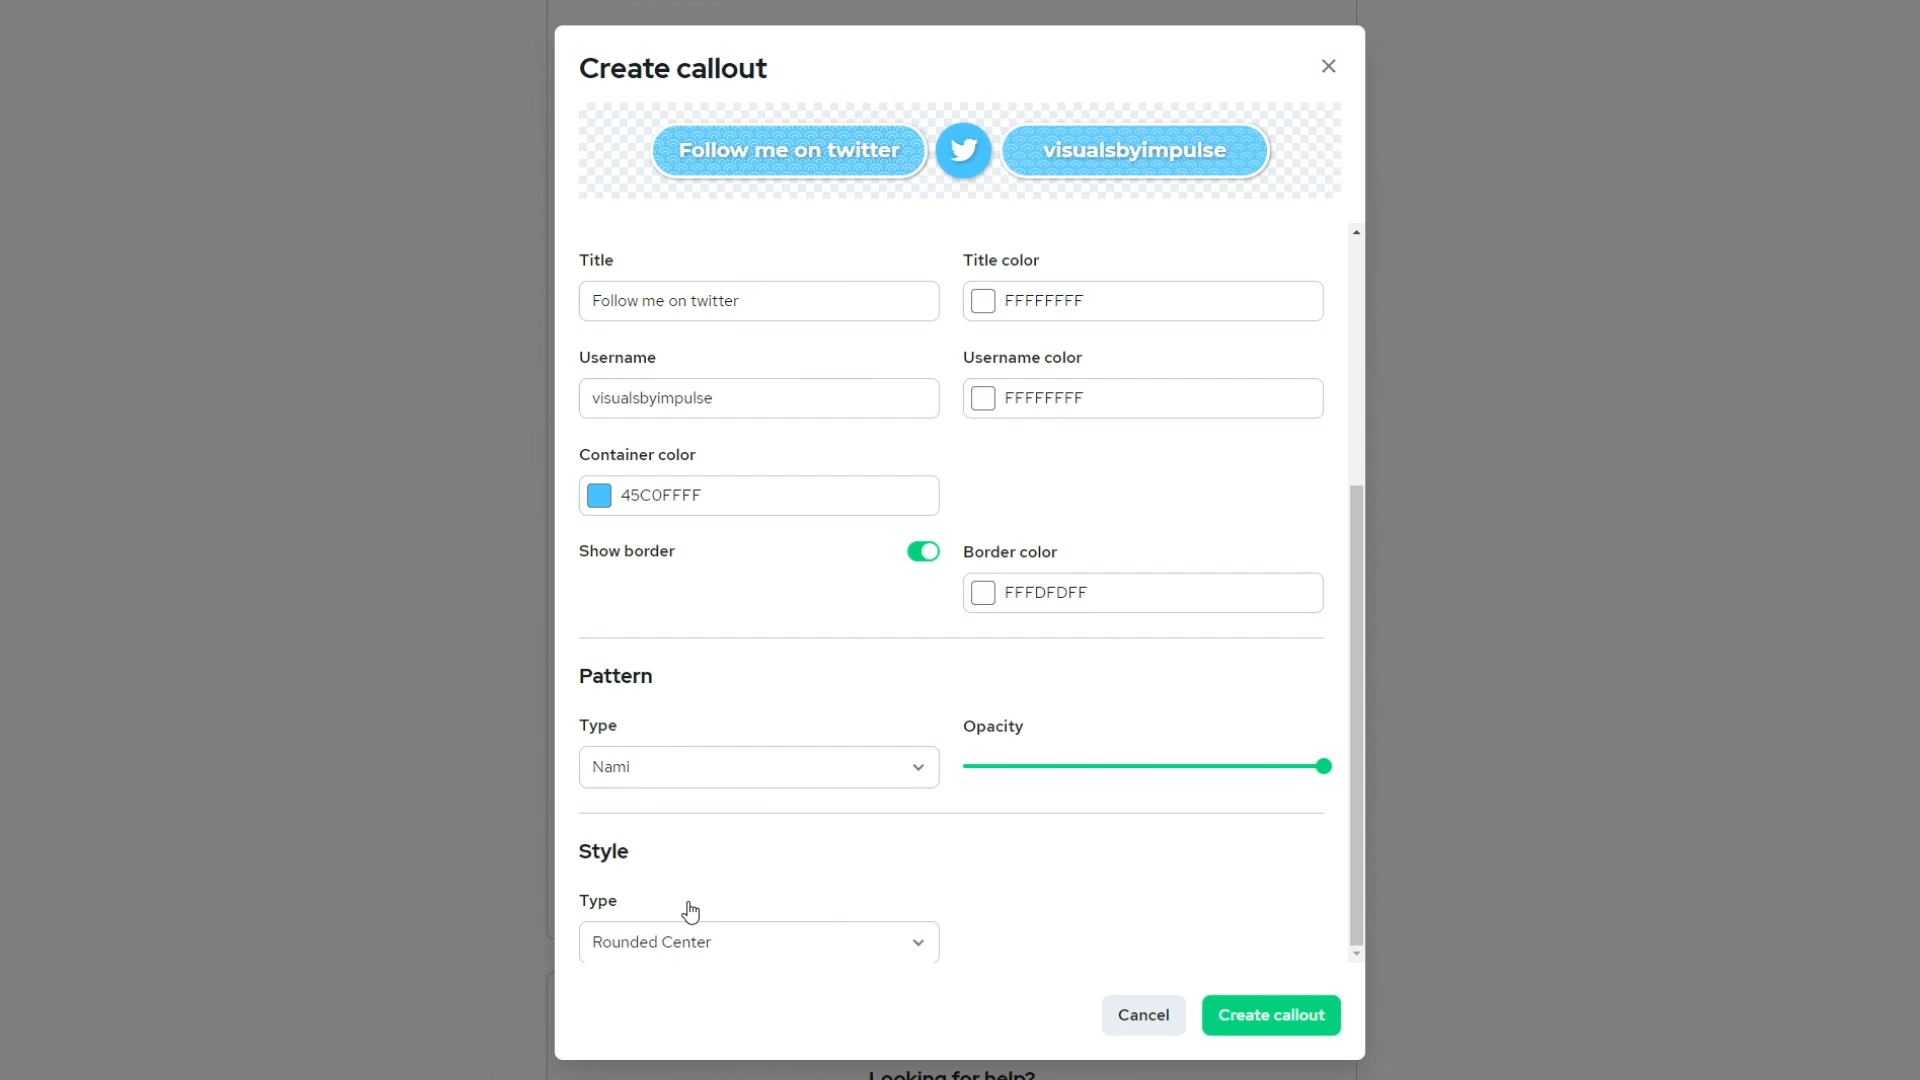 Create callout
Follow me on twitter
visualsbyimpulse
Title
Title color
Follow me on twitter
FFFFFFFF
Username
Username color
visualsbyimpulse
FFFFFFFF
Container color
45C0FFFF
Show border
Border color
FFFDFDFF
Pattern
Type
Opacity
Nami
Style
Type
Rounded Center
Cancel
Create callout
Looking for help?